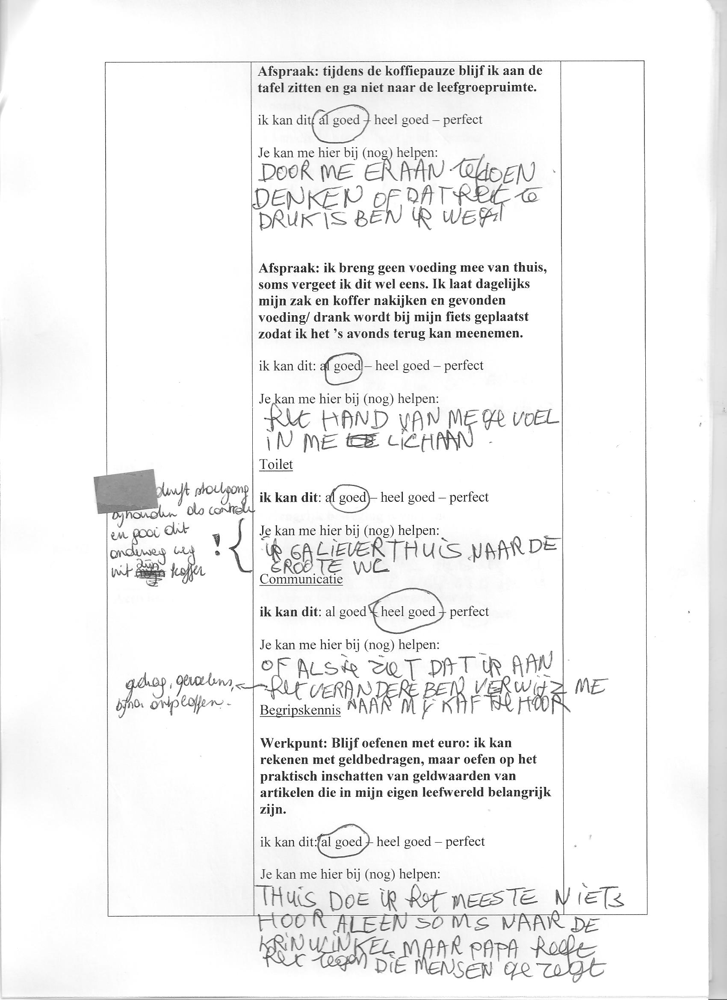 Afspraak: tijdens de koffiepauze blijf ik aan de
tafel zitten en ga niet naar de leefgroepruimte.
ik kan dit: al goed – heel goed – perfect
Je kan me hier bij (nog) helpen:
DOOR ME ERAAN te doEN
DENKEN OF DAT het te
DRUK IS BEN IK WEG
Afspraak: ik breng geen voeding mee van thuis,
soms vergeet ik dit wel eens. Ik laat dagelijks
mijn zak en koffer nakijken en gevonden
voeding/ drank wordt bij mijn fiets geplaatst
zodat ik het ’s avonds terug kan meenemen.
ik kan dit: al goed – heel goed – perfect
Je kan me hier bij (nog) helpen:
het HAND VAN ME ge VOEL
IN ME LICHAAN
Toilet
durft stoelgang
bijhouden als controle
en gooi dit
onderweg weg
uit zijn koffer
!
ik kan dit: al goed – heel goed – perfect
Je kan me hier bij (nog) helpen:
ik GA LIEVER THUIS NAAR DE
GROOTE WC
Communicatie
ik kan dit: al goed – heel goed – perfect
Je kan me hier bij (nog) helpen:
OF ALS je zieT DAT ik AAN
het VERANDERE BEN VERWIJZ ME
NAAR MY KAFTJe HOOR
gedrag, gevoelens,
bijna ontploffen.
Begripskennis
Werkpunt: Blijf oefenen met euro: ik kan
rekenen met geldbedragen, maar oefen op het
praktisch inschatten van geldwaarden van
artikelen die in mijn eigen leefwereld belangrijk
zijn.
ik kan dit: al goed – heel goed – perfect
Je kan me hier bij (nog) helpen:
THUIS DOE ik het MEESTE NIETS
HOOR ALEEN SOMS NAAR DE
KRINWINKEL MAAR PAPA heeft
het tegen DIE MENSEN gezegt